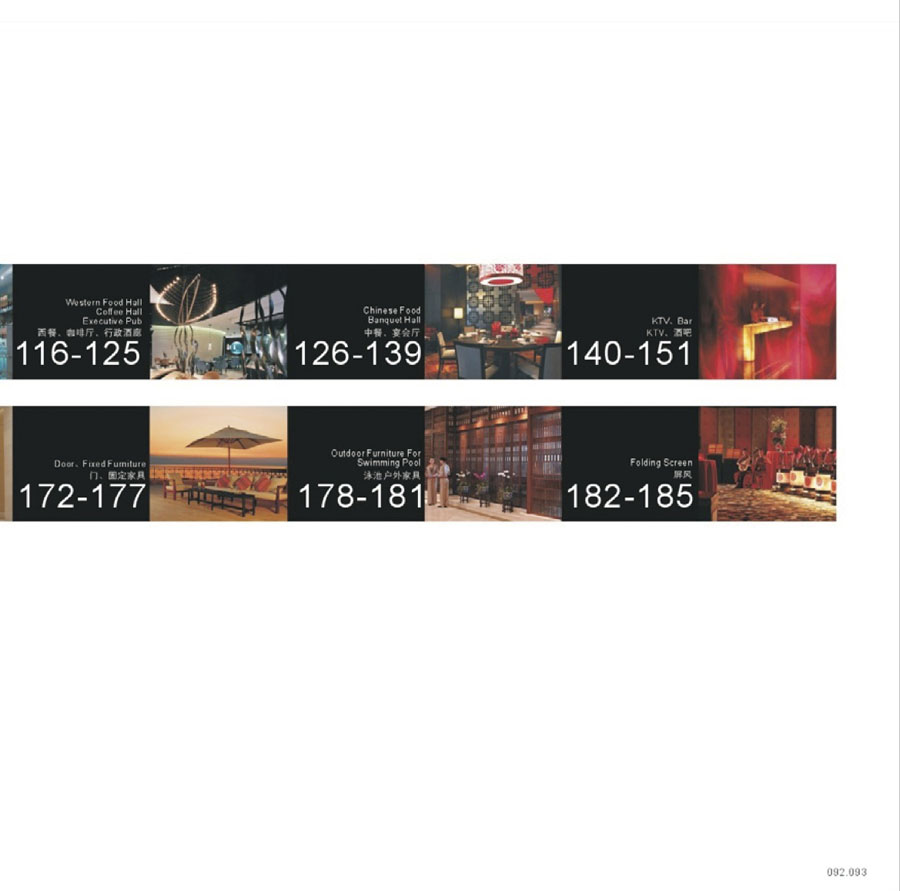 Western Food Hall
Coffee Hall
Executive Pub
西餐、咖啡厅、行政酒座
116-125
Chinese Food
Banquet Hall
中餐、宴会厅
126-139
KTV、Bar
KTV、酒吧
140-151
Door、Fixed Furniture
门、固定家具
172-177
Outdoor Furniture For
Swimming Pool
泳池户外家具
178-181
Folding Screen
屏风
182-185
092.093